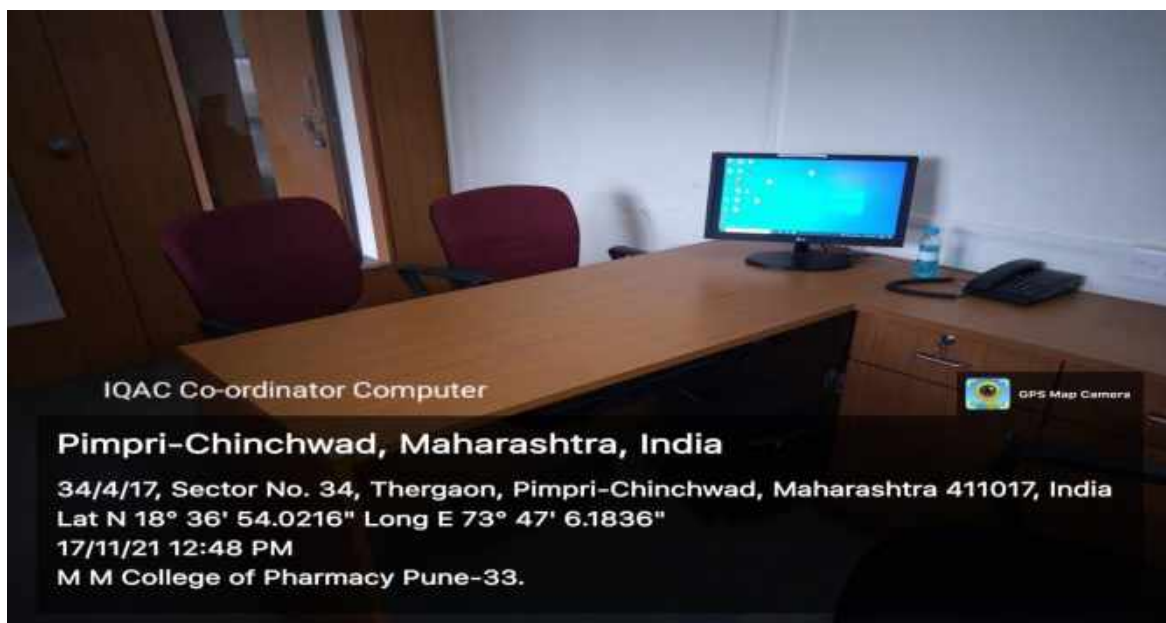 IQAC Co-ordinator Computer
GPS Map Camera
Pimpri-Chinchwad, Maharashtra, India
34/4/17, Sector No. 34, Thergaon, Pimpri-Chinchwad, Maharashtra 411017, India
Lat N 18° 36' 54.0216" Long E 73° 47' 6.1836"
17/11/21 12:48 PM
M M College of Pharmacy Pune-33.